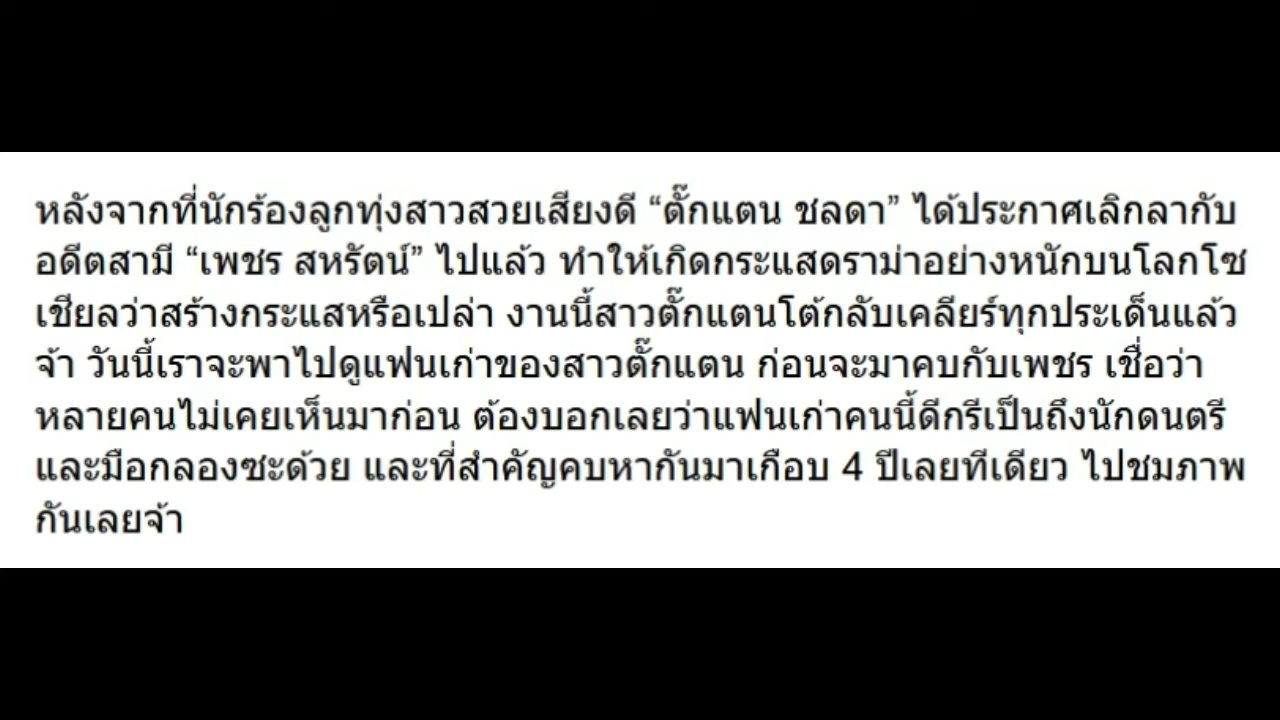 หลังจากที่นักร้องลูกทุ่งสาวสวยเสียงดี “ตั๊กแตน ชลดา” ได้ประกาศเลิกลากับ
อดีตสามี “เพชร สหรัตน์” ไปแล้ว ทำให้เกิดกระแสดราม่าอย่างหนักบนโลกโซ
เชียลว่าสร้างกระแสหรือเปล่า งานนี้สาวตั๊กแตนโต้กลับเคลียร์ทุกประเด็นแล้ว
จ้า วันนี้เราจะพาไปดูแฟนเก่าของสาวตั๊กแตน ก่อนจะมาคบกับเพชร เชื่อว่า
หลายคนไม่เคยเห็นมาก่อน ต้องบอกเลยว่าแฟนเก่าคนนี้ดีกรีเป็นถึงนักดนตรี
และมือกลองซะด้วย และที่สำคัญคบหากันมาเกือบ 4 ปีเลยทีเดียว ไปชมภาพ
กันเลยจ้า